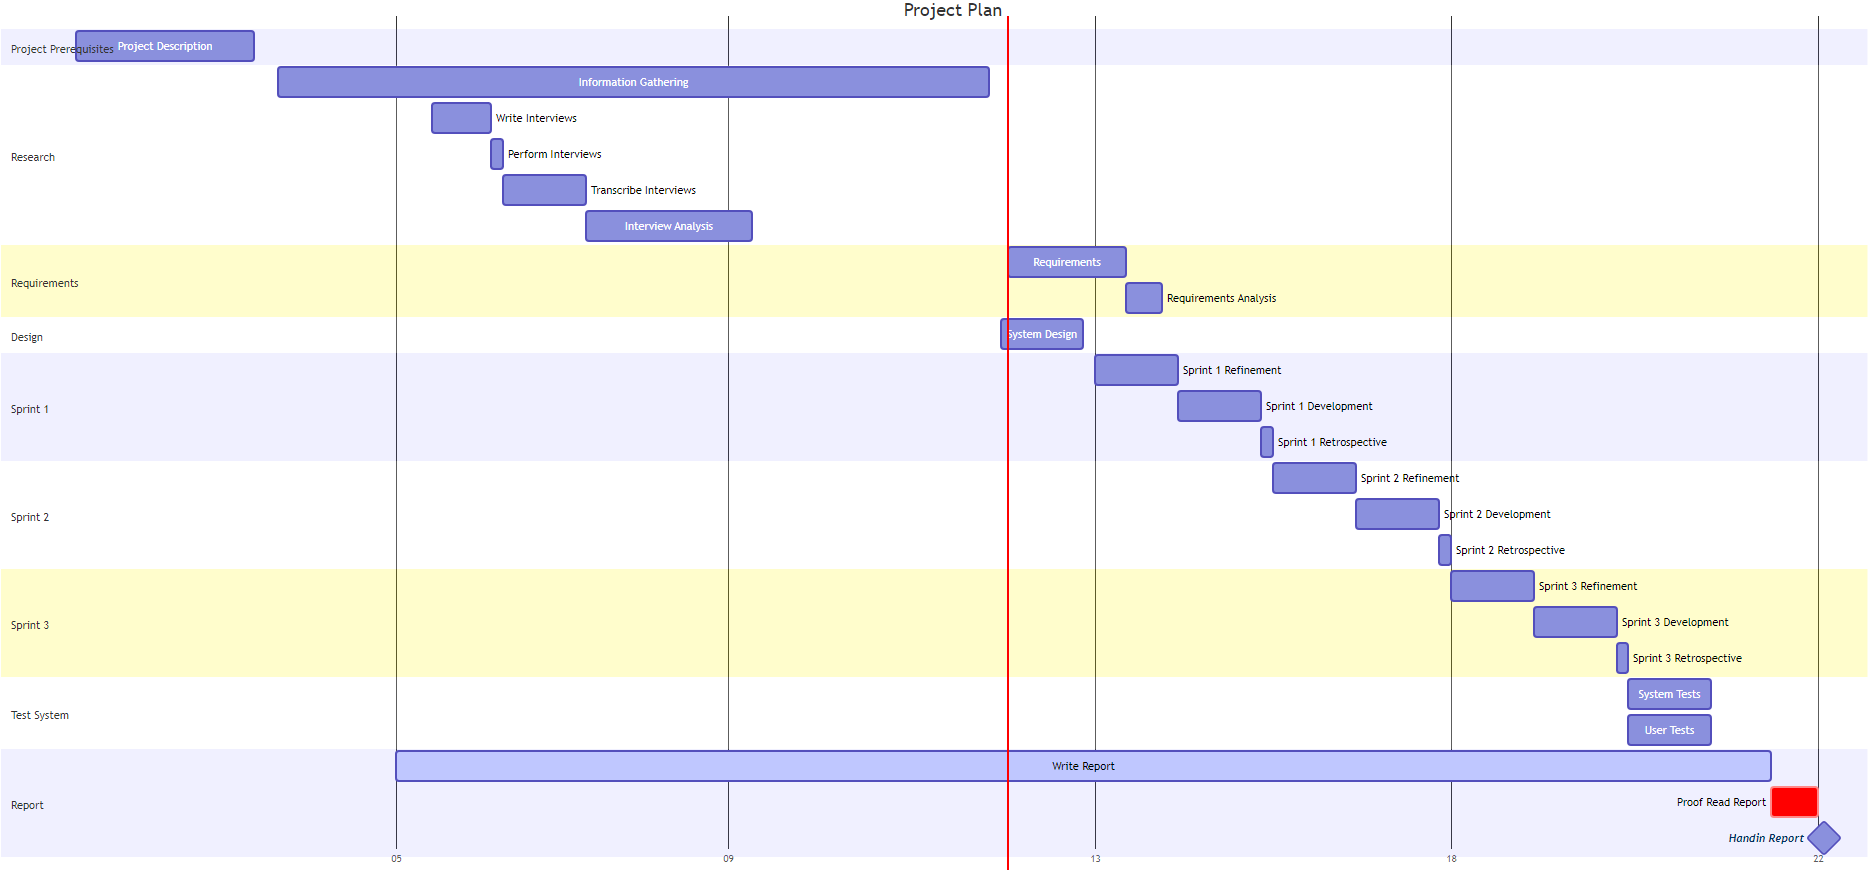 Project Plan
Project Prerequisites
Project Description
Information Gathering
Write Interviews
Perform Interviews
Research
Transcribe Interviews
Interview Analysis
Requirements
Requirements
Requirements Analysis
Design
System Design
Sprint 1 Refinement
Sprint 1
Sprint 1 Development
Sprint 1 Retrospective
Sprint 2 Refinement
Sprint 2
Sprint 2 Development
Sprint 2 Retrospective
Sprint 3 Refinement
Sprint 3
Sprint 3 Development
Sprint 3 Retrospective
System Tests
Test System
User Tests
Write Report
Report
Proof Read Report
Handin Report
05 09 13 18 22